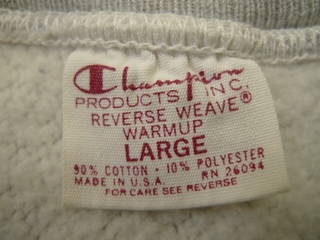 Champion
PRODUCTS INC.
REVERSE WEAVE®
WARMUP
LARGE
90% COTTON · 10% POLYESTER
MADE IN U.S.A. RN 26094
FOR CARE SEE REVERSE